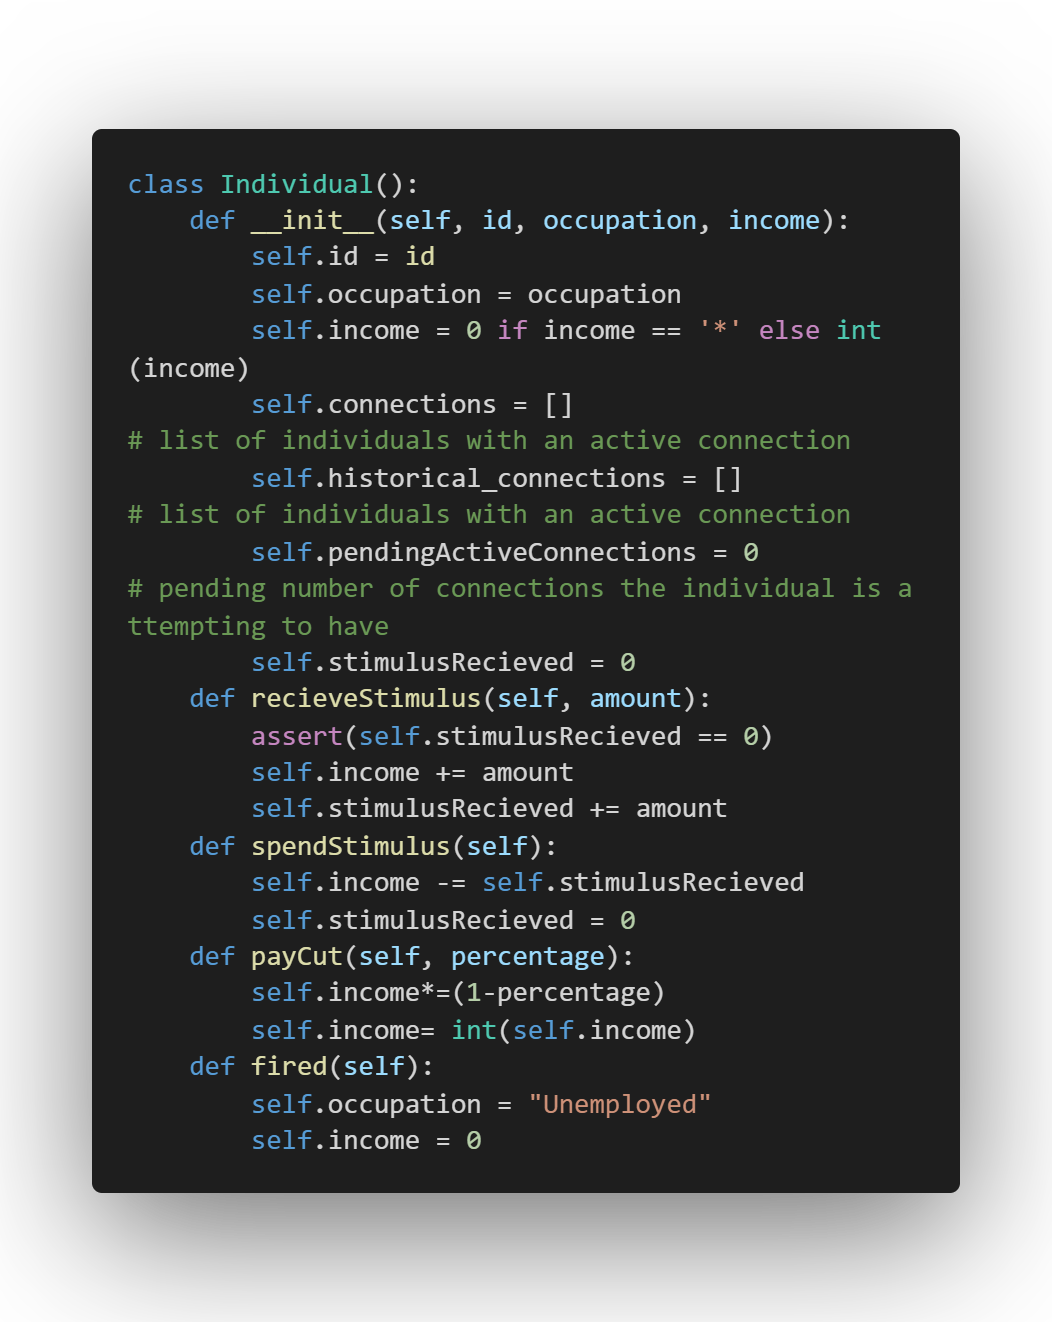 class Individual():
    def __init__(self, id, occupation, income):
        self.id = id
        self.occupation = occupation
        self.income = 0 if income == '*' else int
(income)
        self.connections = []
# list of individuals with an active connection
        self.historical_connections = []
# list of individuals with an active connection
        self.pendingActiveConnections = 0
# pending number of connections the individual is a
ttempting to have
        self.stimulusRecieved = 0
    def recieveStimulus(self, amount):
        assert(self.stimulusRecieved == 0)
        self.income += amount
        self.stimulusRecieved += amount
    def spendStimulus(self):
        self.income -= self.stimulusRecieved
        self.stimulusRecieved = 0
    def payCut(self, percentage):
        self.income*=(1-percentage)
        self.income= int(self.income)
    def fired(self):
        self.occupation = "Unemployed"
        self.income = 0